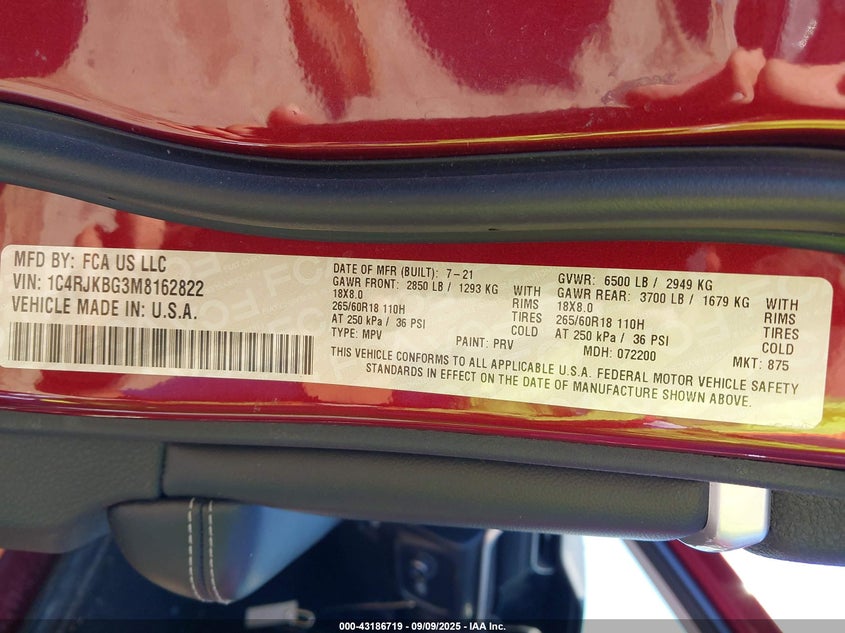 MFD BY: FCA US LLC
VIN: 1C4RJKBG3M8162822
VEHICLE MADE IN: U.S.A.
DATE OF MFR (BUILT): 7-21
GAWR FRONT: 2850 LB / 1293 KG WITH
18X8.0 RIMS
265/60R18 110H TIRES
AT 250 kPa / 36 PSI COLD
TYPE: MPV PAINT: PRV
GVWR: 6500 LB / 2949 KG
GAWR REAR: 3700 LB / 1679 KG WITH
18X8.0 RIMS
265/60R18 110H TIRES
AT 250 kPa / 36 PSI COLD
MDH: 072200 MKT: 875
THIS VEHICLE CONFORMS TO ALL APPLICABLE U.S.A. FEDERAL MOTOR VEHICLE SAFETY
STANDARDS IN EFFECT ON THE DATE OF MANUFACTURE SHOWN ABOVE.
000-43186719 - 09/09/2025 - IAA Inc.